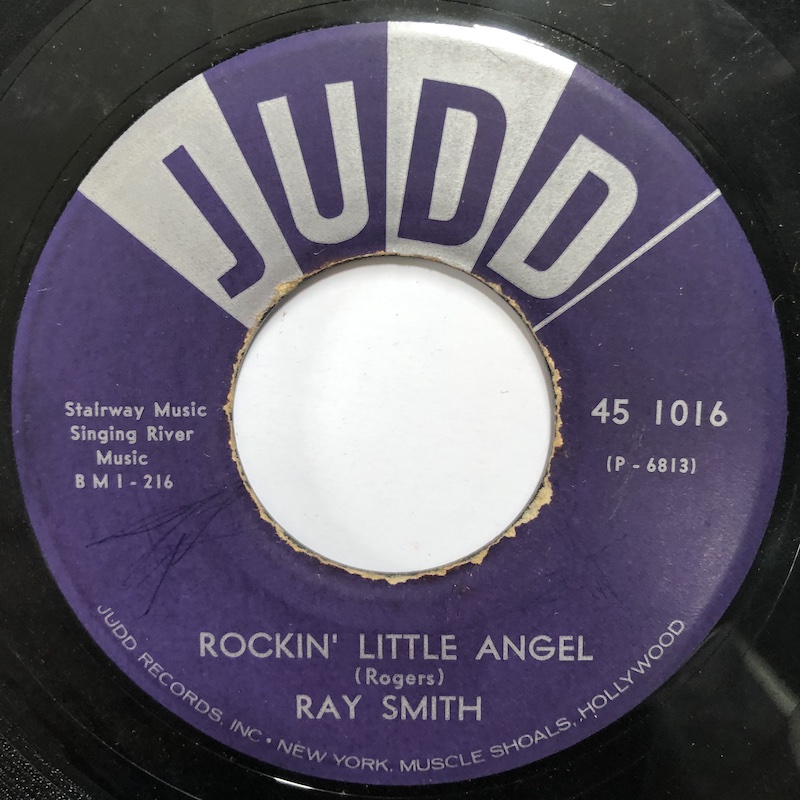 JUDD
Stairway Music
Singing River
Music
BMI-216
45 1016
(P-6813)
ROCKIN' LITTLE ANGEL
(Rogers)
RAY SMITH
JUDD RECORDS, INC • NEW YORK, MUSCLE SHOALS, HOLLYWOOD